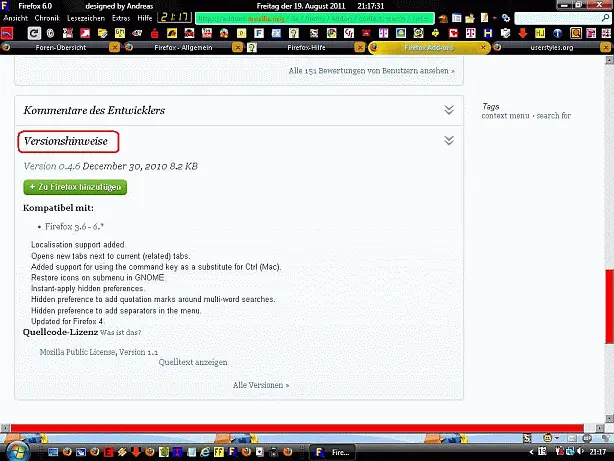 Firefox 6.0 designed by Andreas Freitag der 19. August 2011 21:17:31
Ansicht Chronik Lesezeichen Extras Hilfe 21:17
Foren-Übersicht Firefox - Allgemein Firefox-Hilfe Firefox Add-ons userstyles.org
Alle 151 Bewertungen von Benutzern ansehen »
Kommentare des Entwicklers
Tags
context menu • search for
Versionshinweise
Version 0.4.6 December 30, 2010 8.2 KB
+ Zu Firefox hinzufügen
Kompatibel mit:
• Firefox 3.6 - 6.*
Localisation support added.
Opens new tabs next to current (related) tabs.
Added support for using the command key as a substitute for Ctrl (Mac).
Restore icons on submenu in GNOME.
Instant-apply hidden preferences.
Hidden preference to add quotation marks around multi-word searches.
Hidden preference to add separators in the menu.
Updated for Firefox 4.
Quellcode-Lizenz Was ist das?
Mozilla Public License, Version 1.1
Quelltext anzeigen
Alle Versionen »
Fire... 21:17